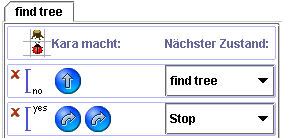 find tree
Kara macht: Nächster Zustand:
no find tree
yes Stop